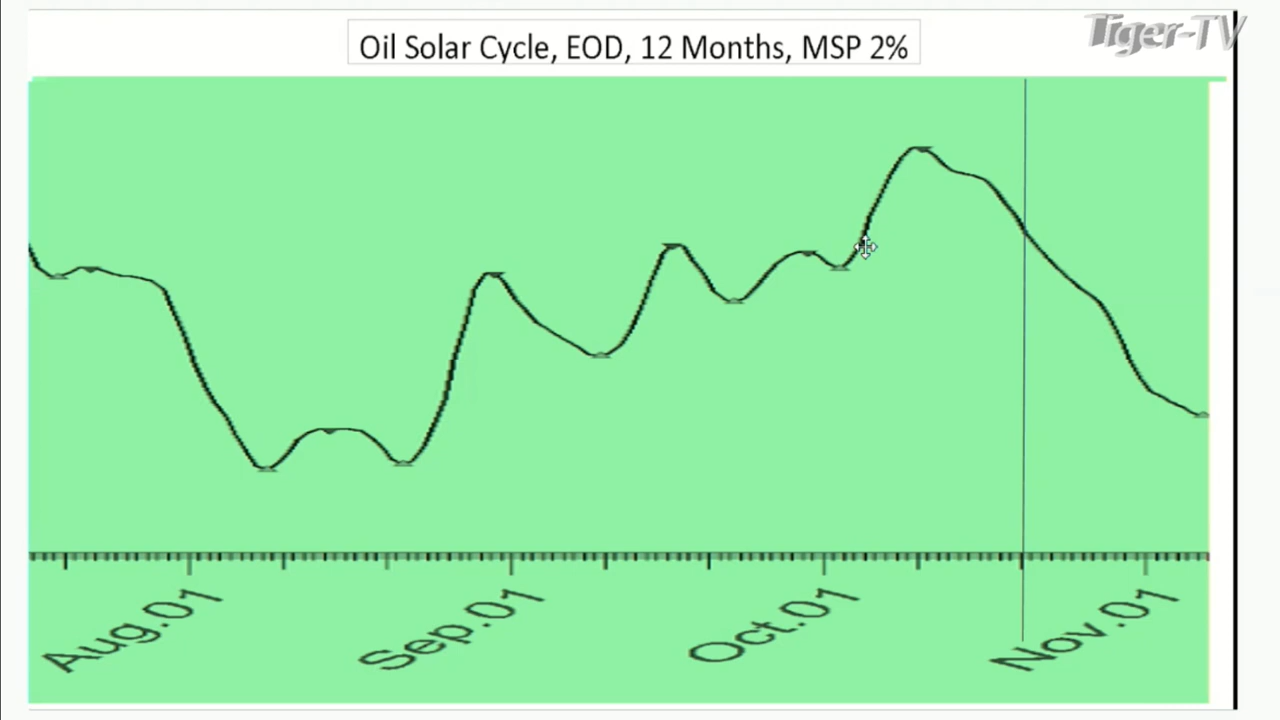 Tiger-TV
Oil Solar Cycle, EOD, 12 Months, MSP 2%
Aug.01
Sep.01
Oct.01
Nov.01